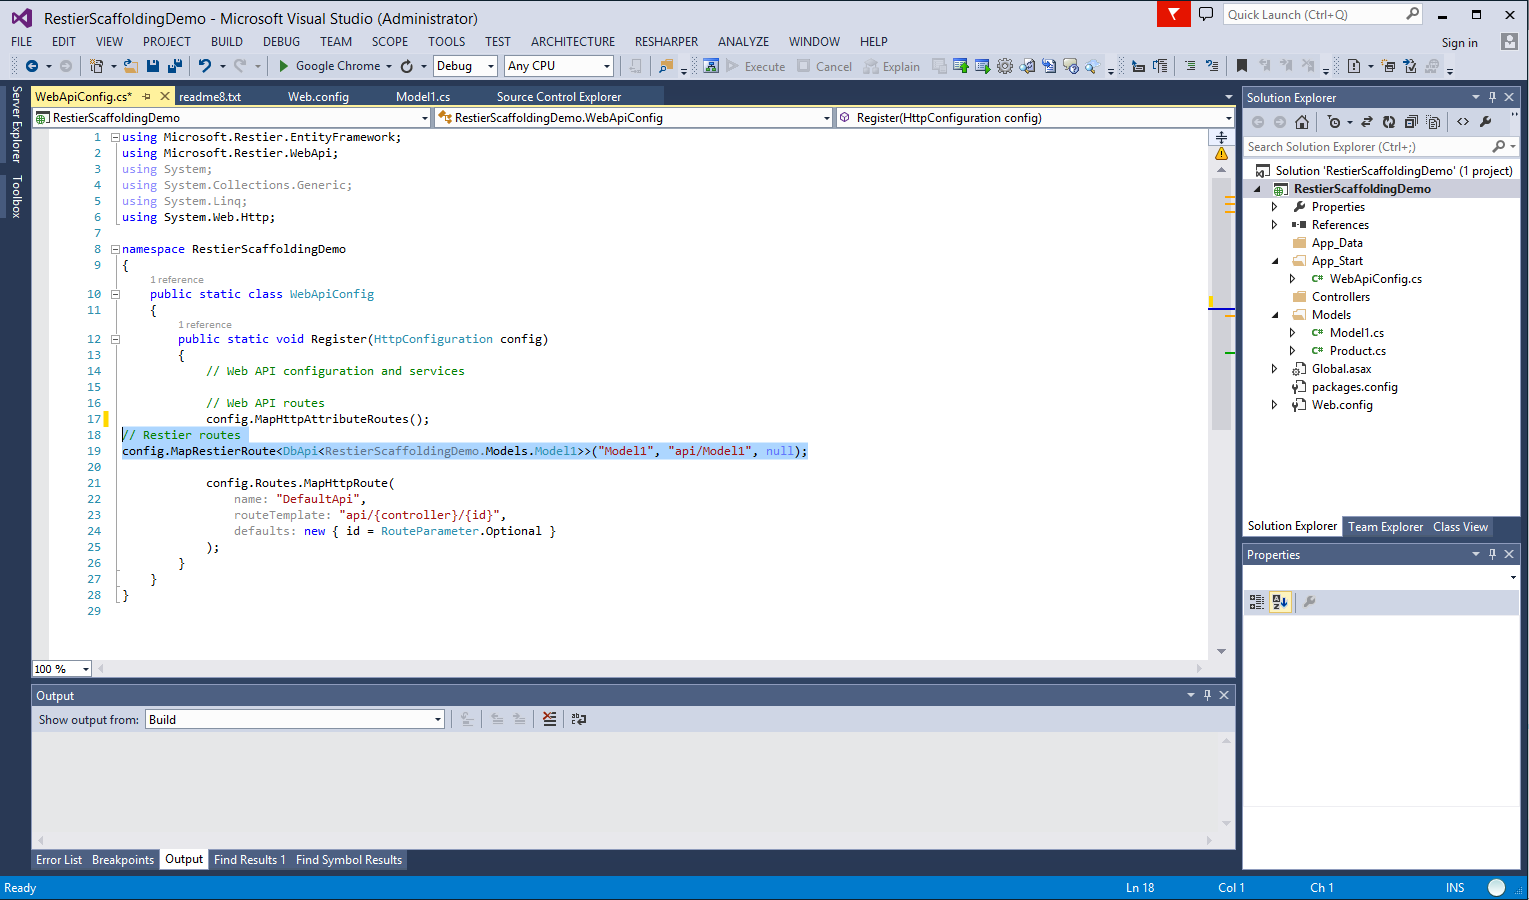 RestierScaffoldingDemo - Microsoft Visual Studio (Administrator)
Quick Launch (Ctrl+Q)
FILE EDIT VIEW PROJECT BUILD DEBUG TEAM SCOPE TOOLS TEST ARCHITECTURE RESHARPER ANALYZE WINDOW HELP
Sign in
Google Chrome Debug Any CPU Execute Cancel Explain
Server Explorer
Toolbox
WebApiConfig.cs* readme8.txt Web.config Model1.cs Source Control Explorer
RestierScaffoldingDemo RestierScaffoldingDemo.WebApiConfig Register(HttpConfiguration config)
1 using Microsoft.Restier.EntityFramework;
2 using Microsoft.Restier.WebApi;
3 using System;
4 using System.Collections.Generic;
5 using System.Linq;
6 using System.Web.Http;
7
8 namespace RestierScaffoldingDemo
9 {
1 reference
10 public static class WebApiConfig
11 {
1 reference
12 public static void Register(HttpConfiguration config)
13 {
14 // Web API configuration and services
15
16 // Web API routes
17 config.MapHttpAttributeRoutes();
18 // Restier routes
19 config.MapRestierRoute<DbApi<RestierScaffoldingDemo.Models.Model1>>("Model1", "api/Model1", null);
20
21 config.Routes.MapHttpRoute(
22 name: "DefaultApi",
23 routeTemplate: "api/{controller}/{id}",
24 defaults: new { id = RouteParameter.Optional }
25 );
26 }
27 }
28 }
29
100 %
Solution Explorer
Search Solution Explorer (Ctrl+;)
Solution 'RestierScaffoldingDemo' (1 project)
RestierScaffoldingDemo
Properties
References
App_Data
App_Start
C# WebApiConfig.cs
Controllers
Models
C# Model1.cs
C# Product.cs
Global.asax
packages.config
Web.config
Solution Explorer Team Explorer Class View
Properties
Output
Show output from: Build
Error List Breakpoints Output Find Results 1 Find Symbol Results
Ready Ln 18 Col 1 Ch 1 INS